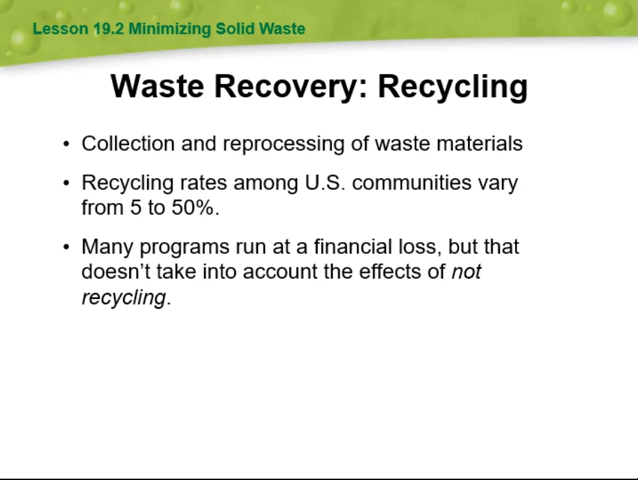 Lesson 19.2 Minimizing Solid Waste
Waste Recovery: Recycling
• Collection and reprocessing of waste materials
• Recycling rates among U.S. communities vary
from 5 to 50%.
• Many programs run at a financial loss, but that
doesn’t take into account the effects of not
recycling.